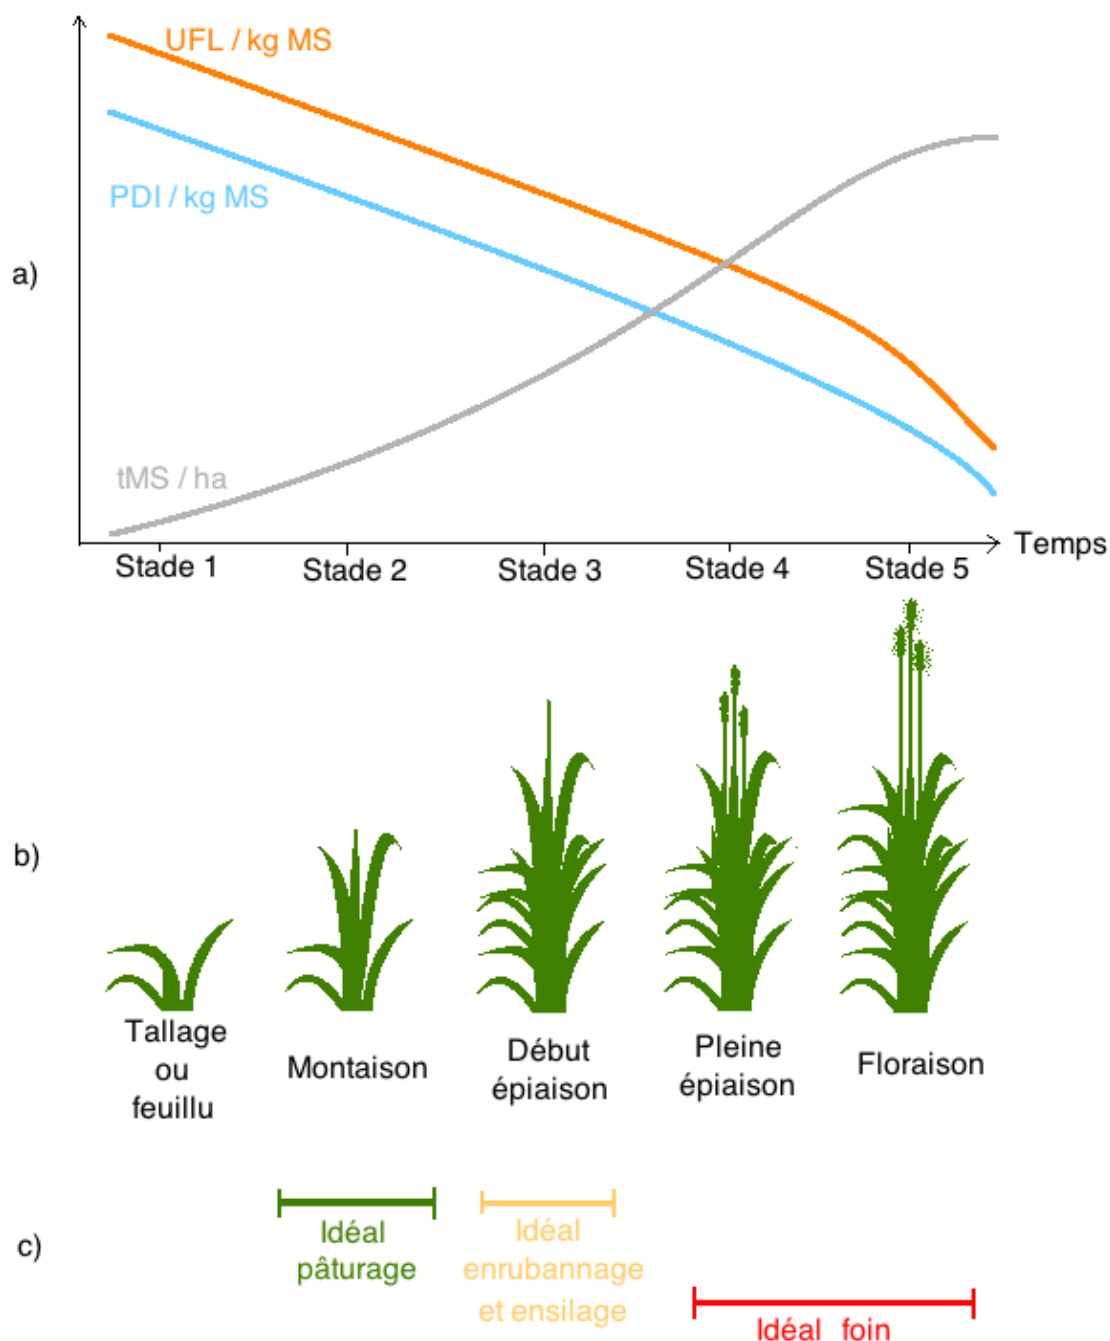 UFL / kg MS
PDI / kg MS
a)
tMS / ha
Temps
Stade 1
Stade 2
Stade 3
Stade 4
Stade 5
b)
Tallage
ou
feuillu
Montaison
Début
épiaison
Pleine
épiaison
Floraison
c)
Idéal
pâturage
Idéal
enrubannage
et ensilage
Idéal foin